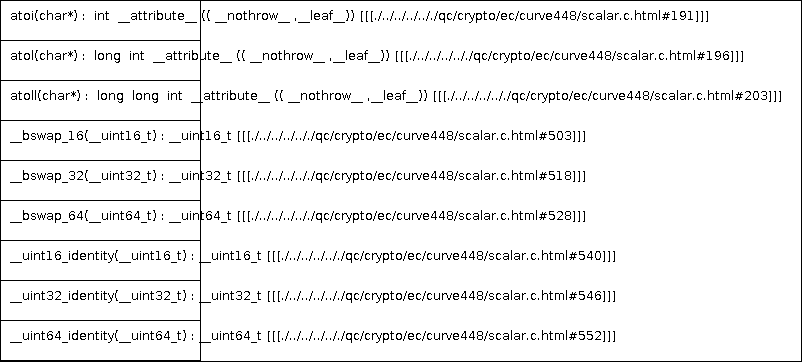 atoi(char*) : int __attribute__ (( __nothrow__ ,__leaf__)) [[[./../../../../qc/crypto/ec/curve448/scalar.c.html#191]]]
atol(char*) : long int __attribute__ (( __nothrow__ ,__leaf__)) [[[./../../../../qc/crypto/ec/curve448/scalar.c.html#196]]]
atoll(char*) : long long int __attribute__ (( __nothrow__ ,__leaf__)) [[[./../../../../qc/crypto/ec/curve448/scalar.c.html#203]]]
__bswap_16(__uint16_t) : __uint16_t [[[./../../../../qc/crypto/ec/curve448/scalar.c.html#503]]]
__bswap_32(__uint32_t) : __uint32_t [[[./../../../../qc/crypto/ec/curve448/scalar.c.html#518]]]
__bswap_64(__uint64_t) : __uint64_t [[[./../../../../qc/crypto/ec/curve448/scalar.c.html#528]]]
__uint16_identity(__uint16_t) : __uint16_t [[[./../../../../qc/crypto/ec/curve448/scalar.c.html#540]]]
__uint32_identity(__uint32_t) : __uint32_t [[[./../../../../qc/crypto/ec/curve448/scalar.c.html#546]]]
__uint64_identity(__uint64_t) : __uint64_t [[[./../../../../qc/crypto/ec/curve448/scalar.c.html#552]]]